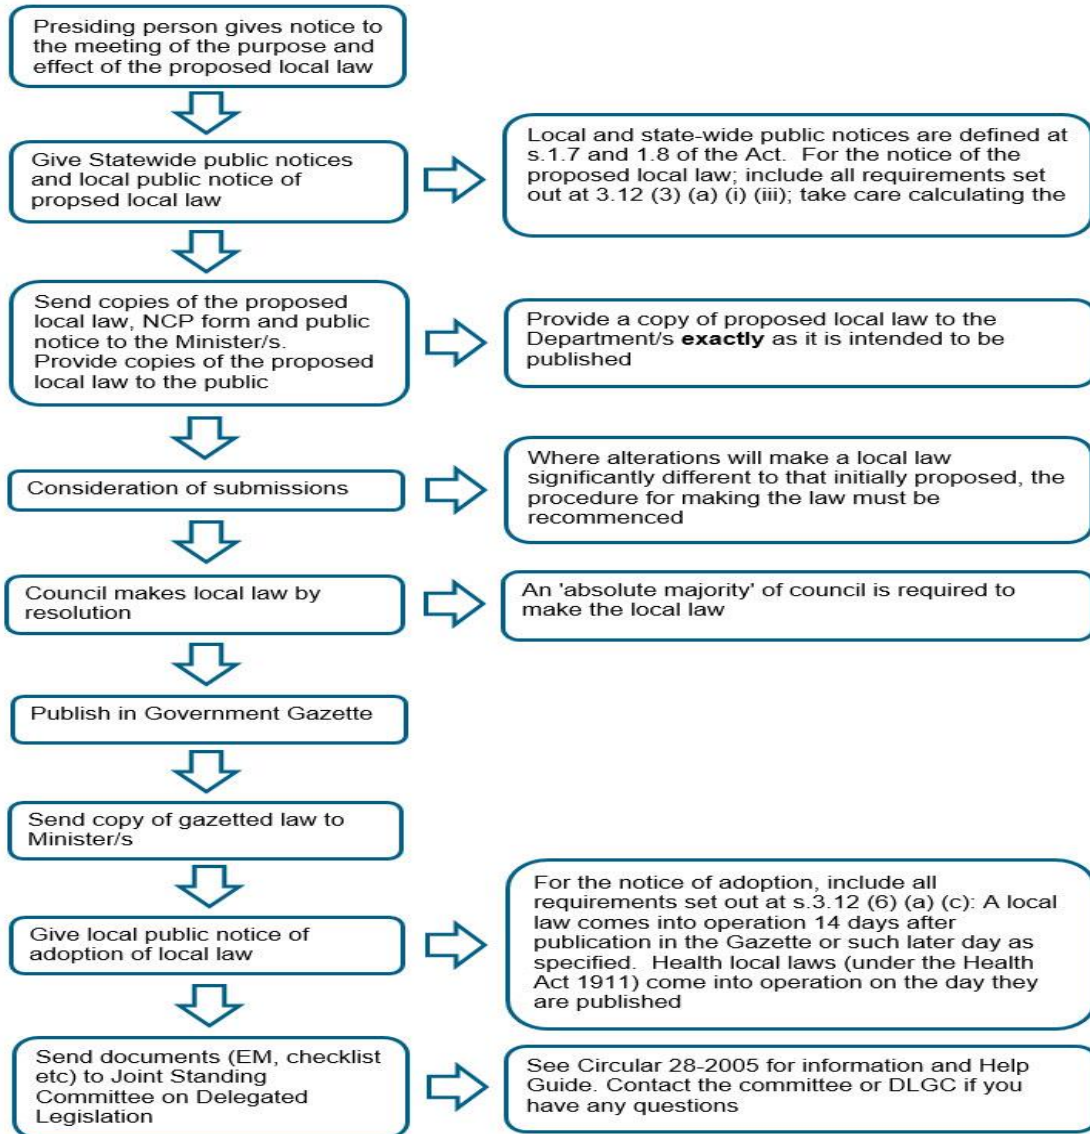 Presiding person gives notice to
the meeting of the purpose and
effect of the proposed local law
Give Statewide public notices
and local public notice of
propsed local law
Local and state-wide public notices are defined at
s.1.7 and 1.8 of the Act.  For the notice of the
proposed local law; include all requirements set
out at 3.12 (3) (a) (i) (iii); take care calculating the
Send copies of the proposed
local law, NCP form and public
notice to the Minister/s.
Provide copies of the proposed
local law to the public
Provide a copy of proposed local law to the
Department/s exactly as it is intended to be
published
Consideration of submissions
Where alterations will make a local law
significantly different to that initially proposed, the
procedure for making the law must be
recommenced
Council makes local law by
resolution
An 'absolute majority' of council is required to
make the local law
Publish in Government Gazette
Send copy of gazetted law to
Minister/s
Give local public notice of
adoption of local law
For the notice of adoption, include all
requirements set out at s.3.12 (6) (a) (c): A local
law comes into operation 14 days after
publication in the Gazette or such later day as
specified.  Health local laws (under the Health
Act 1911) come into operation on the day they
are published
Send documents (EM, checklist
etc) to Joint Standing
Committee on Delegated
Legislation
See Circular 28-2005 for information and Help
Guide. Contact the committee or DLGC if you
have any questions